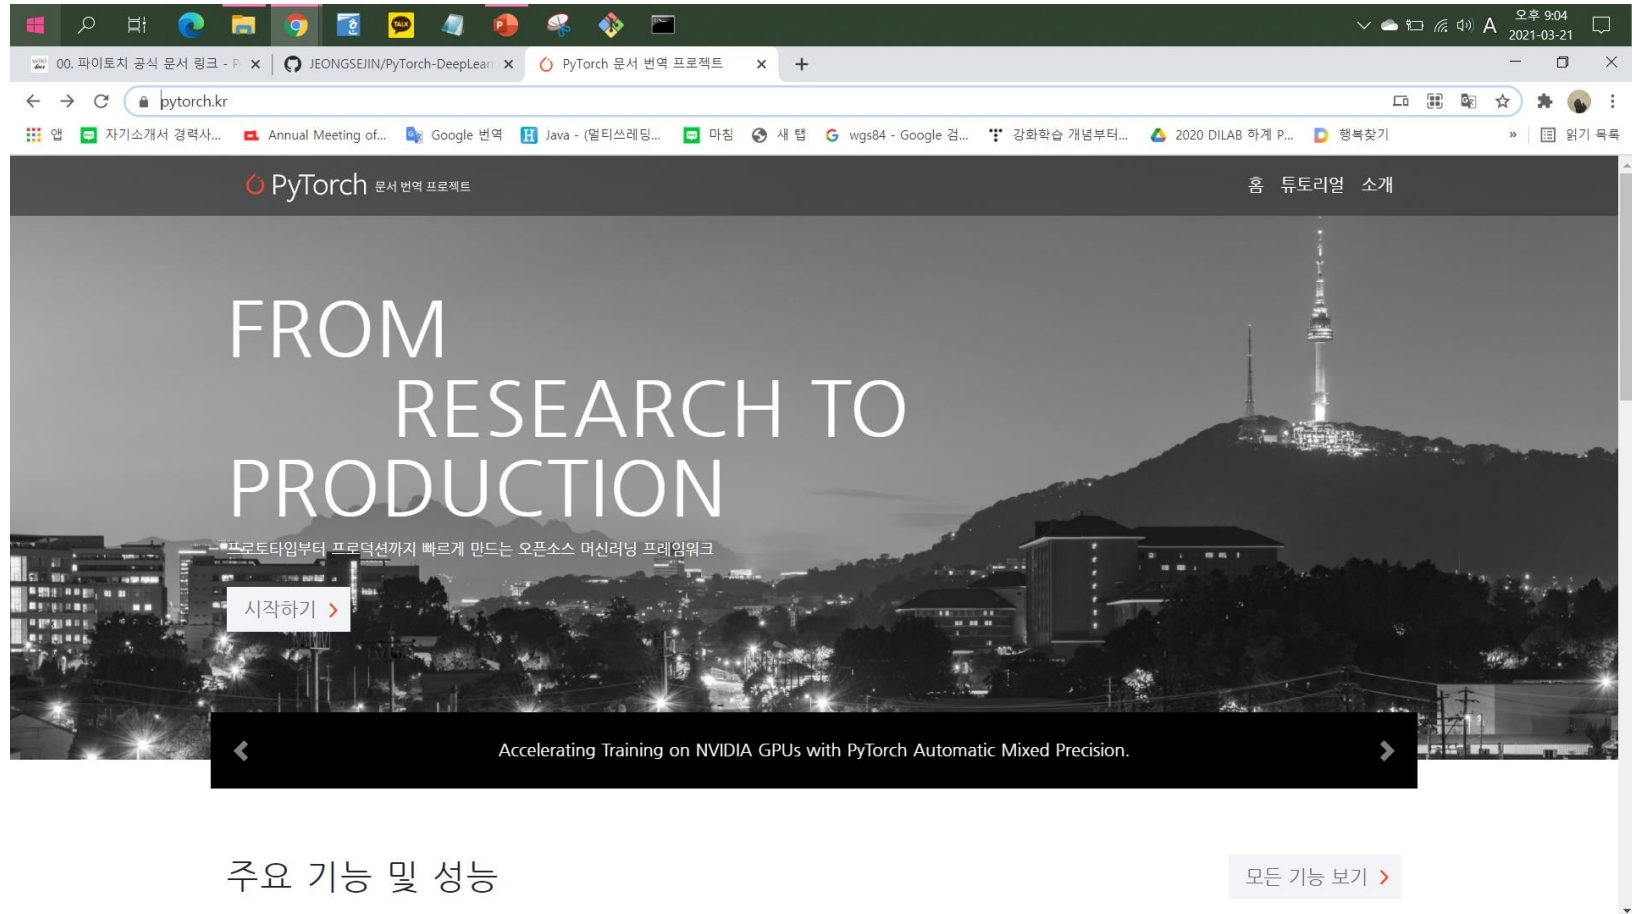 오후 9:04
A
2021-03-21
00. 파이토치 공식 문서 링크 - P
JEONGSEJIN/PyTorch-DeepLearn
PyTorch 문서 번역 프로젝트
pytorch.kr
앱
자기소개서 경력사...
Annual Meeting of...
Google 번역
Java - (멀티쓰레딩...
마침
새 탭
wgs84 - Google 검...
강화학습 개념부터...
2020 DILAB 하계 P...
행복찾기
»
읽기 목록
PyTorch 문서 번역 프로젝트
홈 튜토리얼 소개
FROM
RESEARCH TO
PRODUCTION
프로토타입부터 프로덕션까지 빠르게 만드는 오픈소스 머신러닝 프레임워크
시작하기
Accelerating Training on NVIDIA GPUs with PyTorch Automatic Mixed Precision.
주요 기능 및 성능
모든 기능 보기